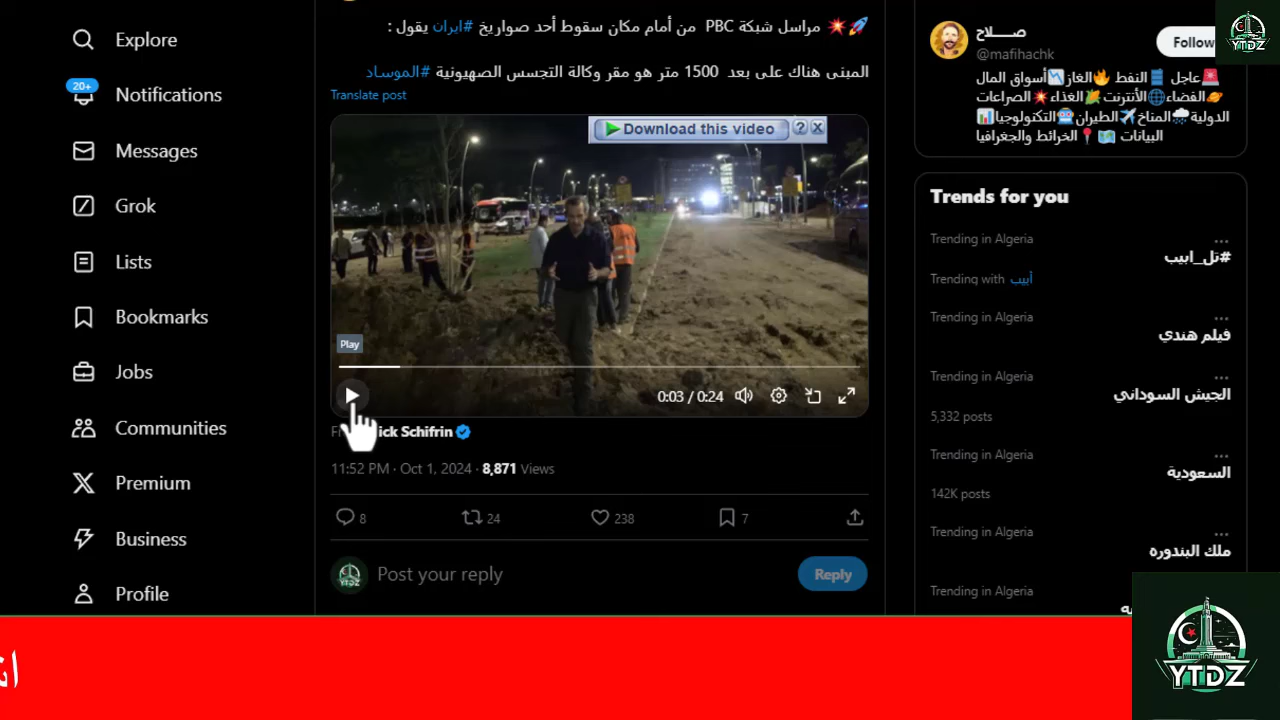 Explore
20+
Notifications
Messages
Grok
Lists
Bookmarks
Jobs
Communities
Premium
Business
Profile
🚀💥 مراسل شبكة PBC من أمام مكان سقوط أحد صواريخ #ايران يقول :
المبنى هناك على بعد 1500 متر هو مقر وكالة التجسس الصهيونية #الموساد
Translate post
Download this video
?
X
Play
0:03 / 0:24
ick Schifrin
11:52 PM · Oct 1, 2024 · 8,871 Views
8
24
238
7
Post your reply
Reply
صـــــلاح
@mafihachk
Follow
🚨عاجل 🛢النفط 🔥الغاز📉أسواق المال
🪐الفضاء🌐الأنترنت🌽الغذاء💥الصراعات
الدولية🌨المناخ✈️الطيران🤖التكنولوجيا📊
البيانات 🗺📍الخرائط والجغرافيا
Trends for you
Trending in Algeria
#تل_ابيب
Trending with أبيب
Trending in Algeria
فيلم هندي
Trending in Algeria
الجيش السوداني
5,332 posts
Trending in Algeria
السعودية
142K posts
Trending in Algeria
ملك البندوره
Trending in Algeria
YTDZ
YTDZ